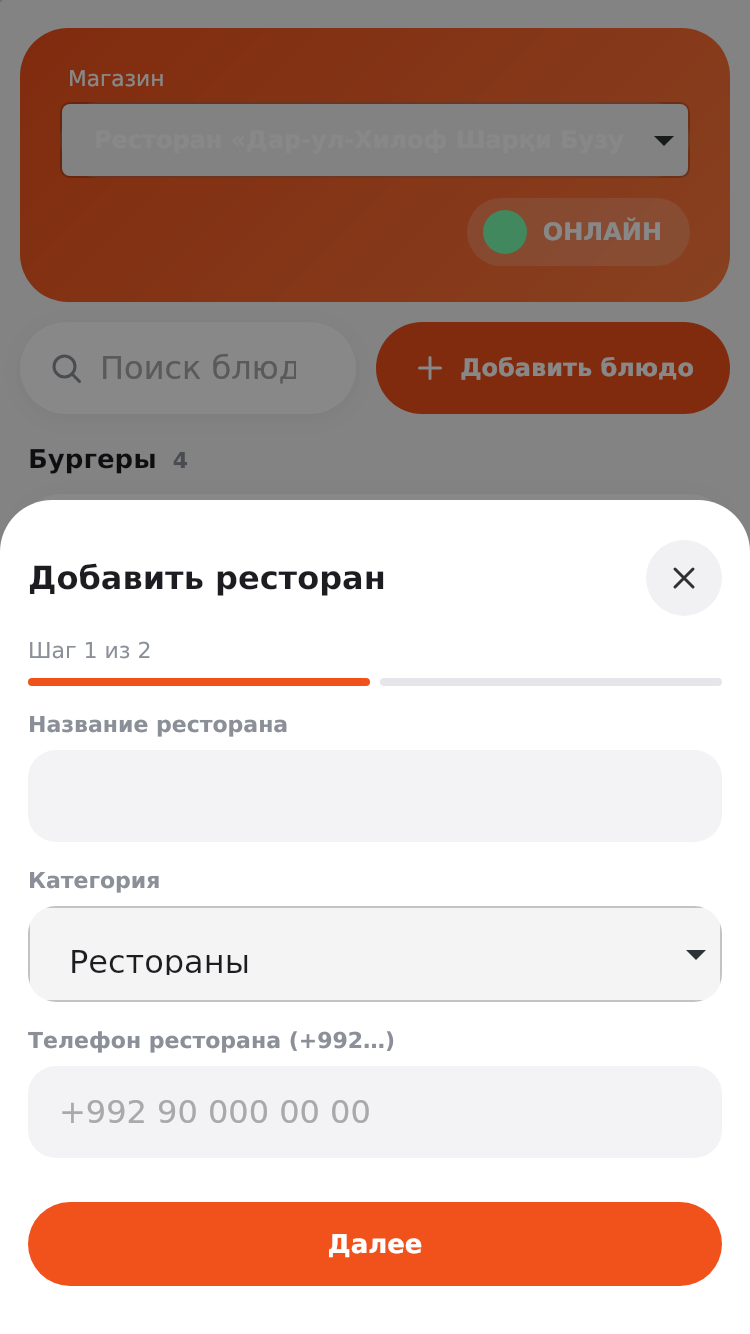 Магазин
Ресторан «Дар-ул-Хилоф Шарқи Бузу
ОНЛАЙН
Поиск блюд
Добавить блюдо
Бургеры 4
Добавить ресторан
Шаг 1 из 2
Название ресторана
Категория
Рестораны
Телефон ресторана (+992…)
+992 90 000 00 00
Далее